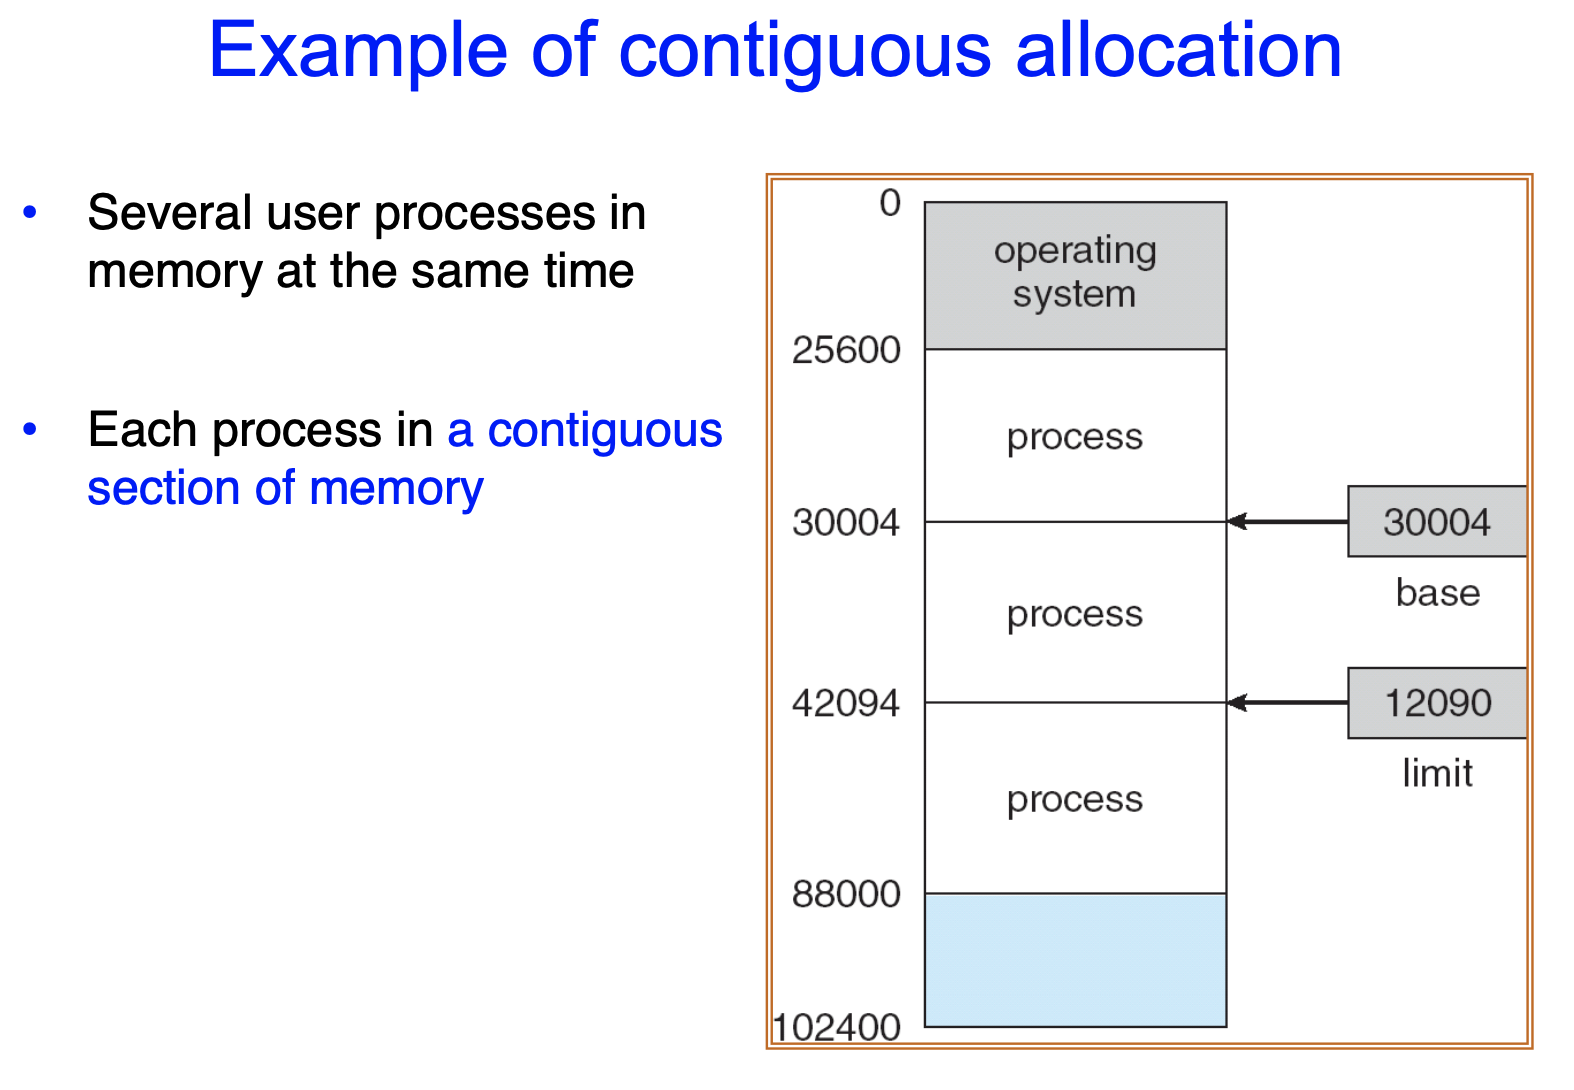 Example of contiguous allocation
• Several user processes in
memory at the same time
• Each process in a contiguous
section of memory
0
operating
system
25600
process
30004
30004
base
process
42094
12090
limit
process
88000
102400